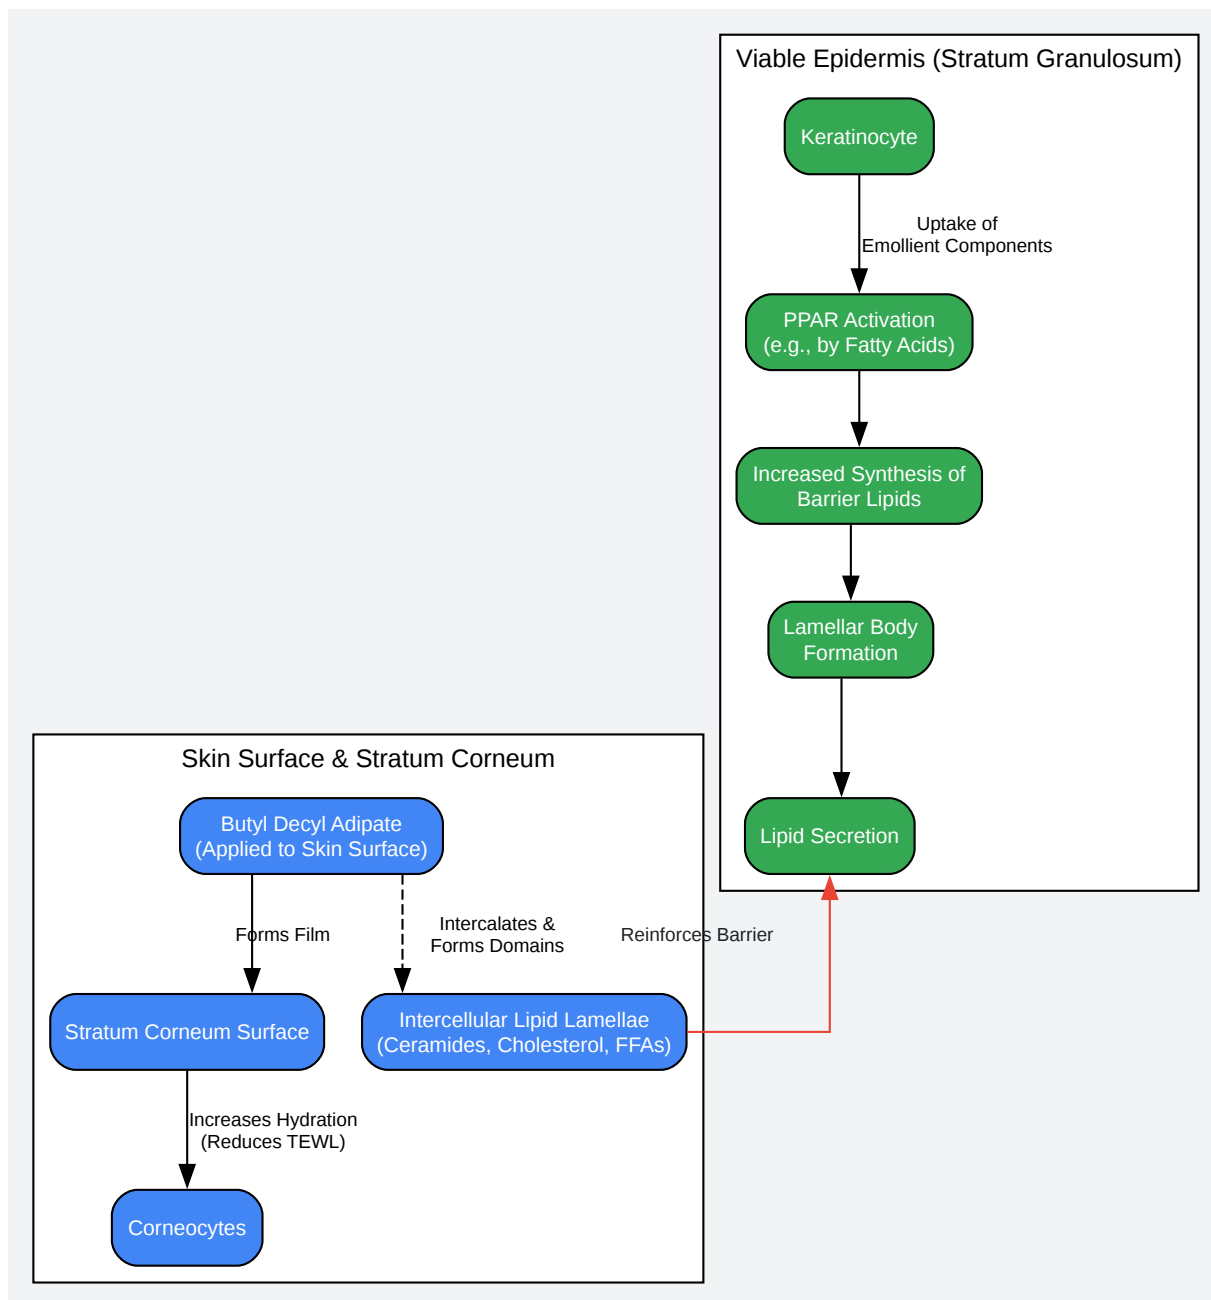 Viable Epidermis (Stratum Granulosum)
Keratinocyte
Uptake of
Emollient Components
PPAR Activation
(e.g., by Fatty Acids)
Increased Synthesis of
Barrier Lipids
Lamellar Body
Formation
Lipid Secretion
Skin Surface & Stratum Corneum
Butyl Decyl Adipate
(Applied to Skin Surface)
Forms Film
Intercalates &
Forms Domains
Reinforces Barrier
Stratum Corneum Surface
Intercellular Lipid Lamellae
(Ceramides, Cholesterol, FFAs)
Increases Hydration
(Reduces TEWL)
Corneocytes